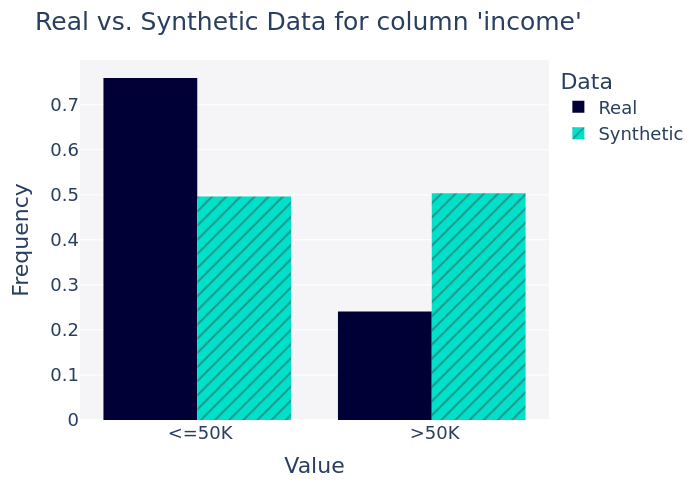 Real vs. Synthetic Data for column 'income'
Data
Real
Synthetic
Frequency
0.7
0.6
0.5
0.4
0.3
0.2
0.1
0
<=50K >50K
Value